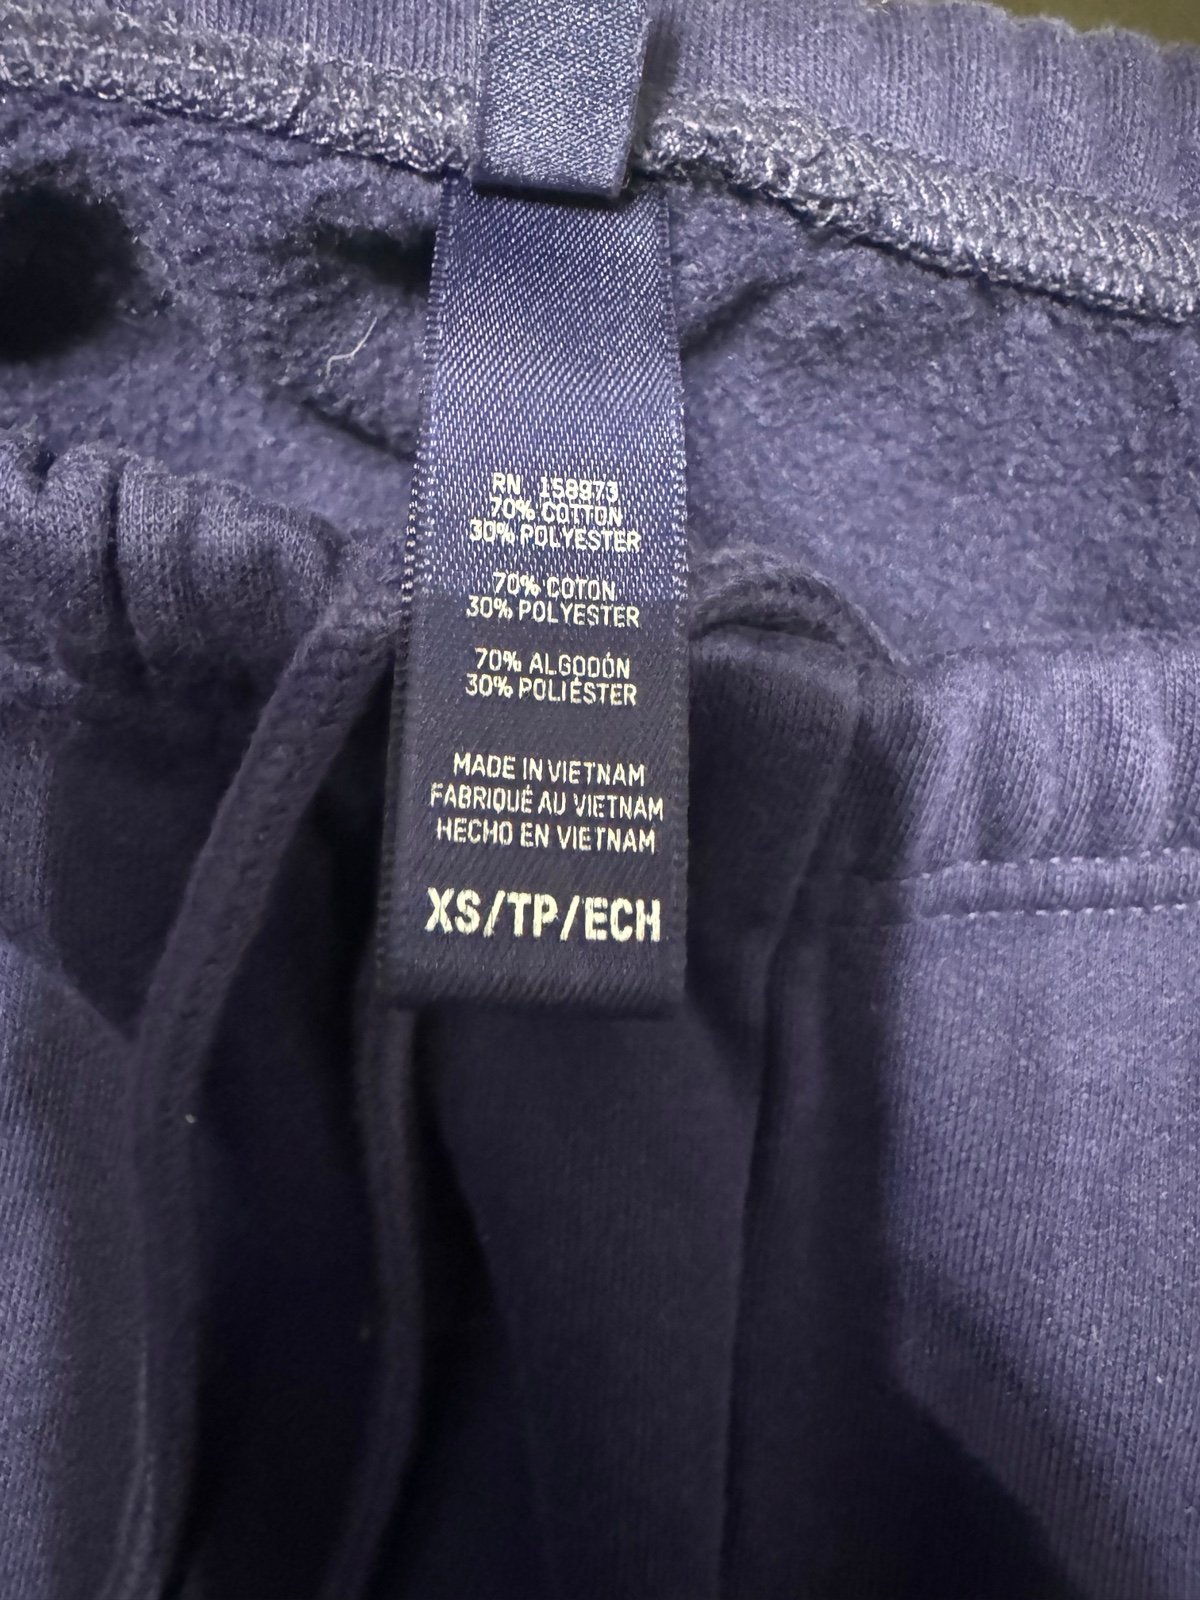 RN 158973
70% COTTON
30% POLYESTER
70% COTON
30% POLYESTER
70% ALGODÓN
30% POLIÉSTER
MADE IN VIETNAM
FABRIQUÉ AU VIETNAM
HECHO EN VIETNAM
XS/TP/ECH